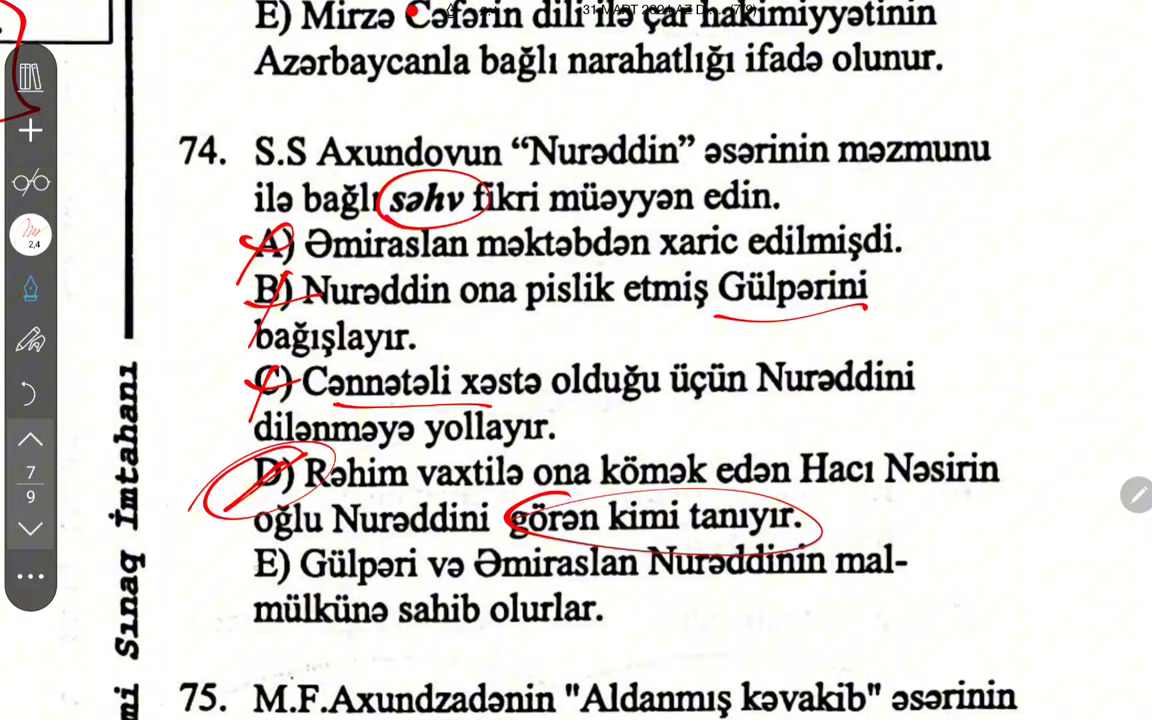 E) Mirzə Cəfərin dili ilə çar hakimiyyətinin
Azərbaycanla bağlı narahatlığı ifadə olunur.
74. S.S Axundovun “Nurəddin” əsərinin məzmunu
ilə bağlı səhv fikri müəyyən edin.
A) Əmiraslan məktəbdən xaric edilmişdi.
B) Nurəddin ona pislik etmiş Gülpərini
bağışlayır.
C) Cənnətəli xəstə olduğu üçün Nurəddini
dilənməyə yollayır.
D) Rəhim vaxtilə ona kömək edən Hacı Nəsirin
oğlu Nurəddini görən kimi tanıyır.
E) Gülpəri və Əmiraslan Nurəddinin mal-
mülkünə sahib olurlar.
75. M.F.Axundzadənin "Aldanmış kəvakib" əsərinin
2,4
7
9
mi Sınaq İmtahanı